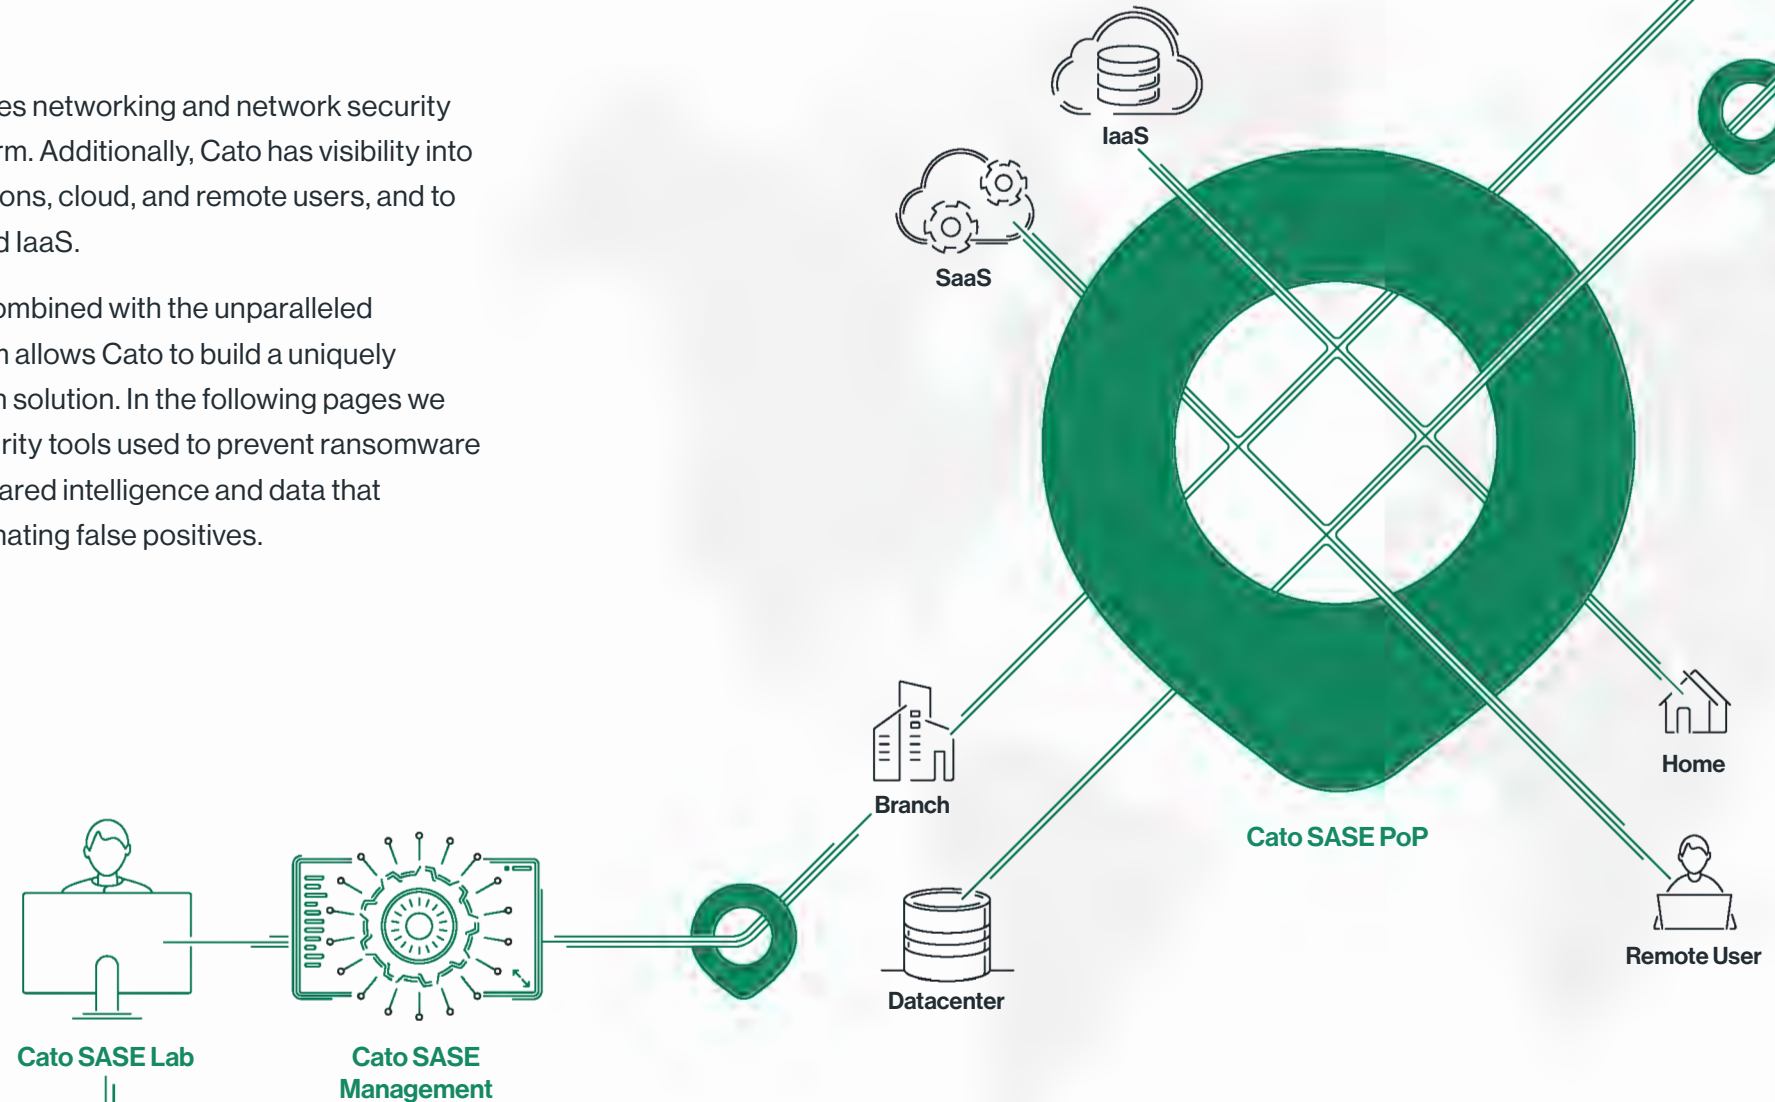 es networking and network security
rm. Additionally, Cato has visibility into
ons, cloud, and remote users, and to
d IaaS.
ombined with the unparalleled
n allows Cato to build a uniquely
n solution. In the following pages we
rity tools used to prevent ransomware
ared intelligence and data that
nating false positives.
IaaS
SaaS
Branch
Datacenter
Cato SASE PoP
Home
Remote User
Cato SASE Lab
Cato SASE
Management